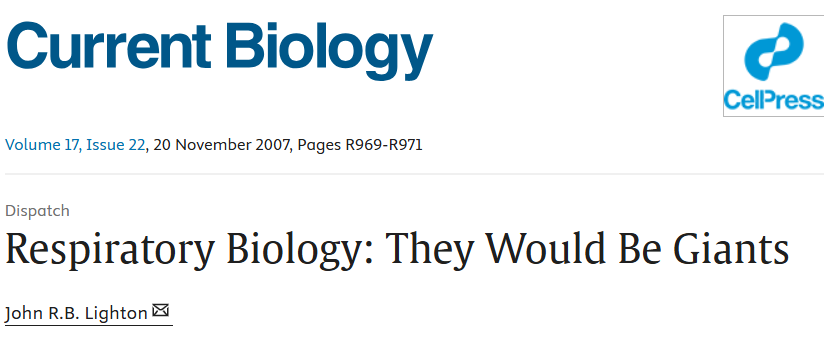 Current Biology
CellPress
Volume 17, Issue 22, 20 November 2007, Pages R969-R971
Dispatch
Respiratory Biology: They Would Be Giants
John R.B. Lighton